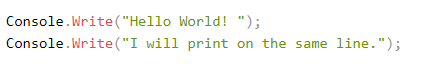 Console.Write("Hello World! ");
Console.Write("I will print on the same line.");